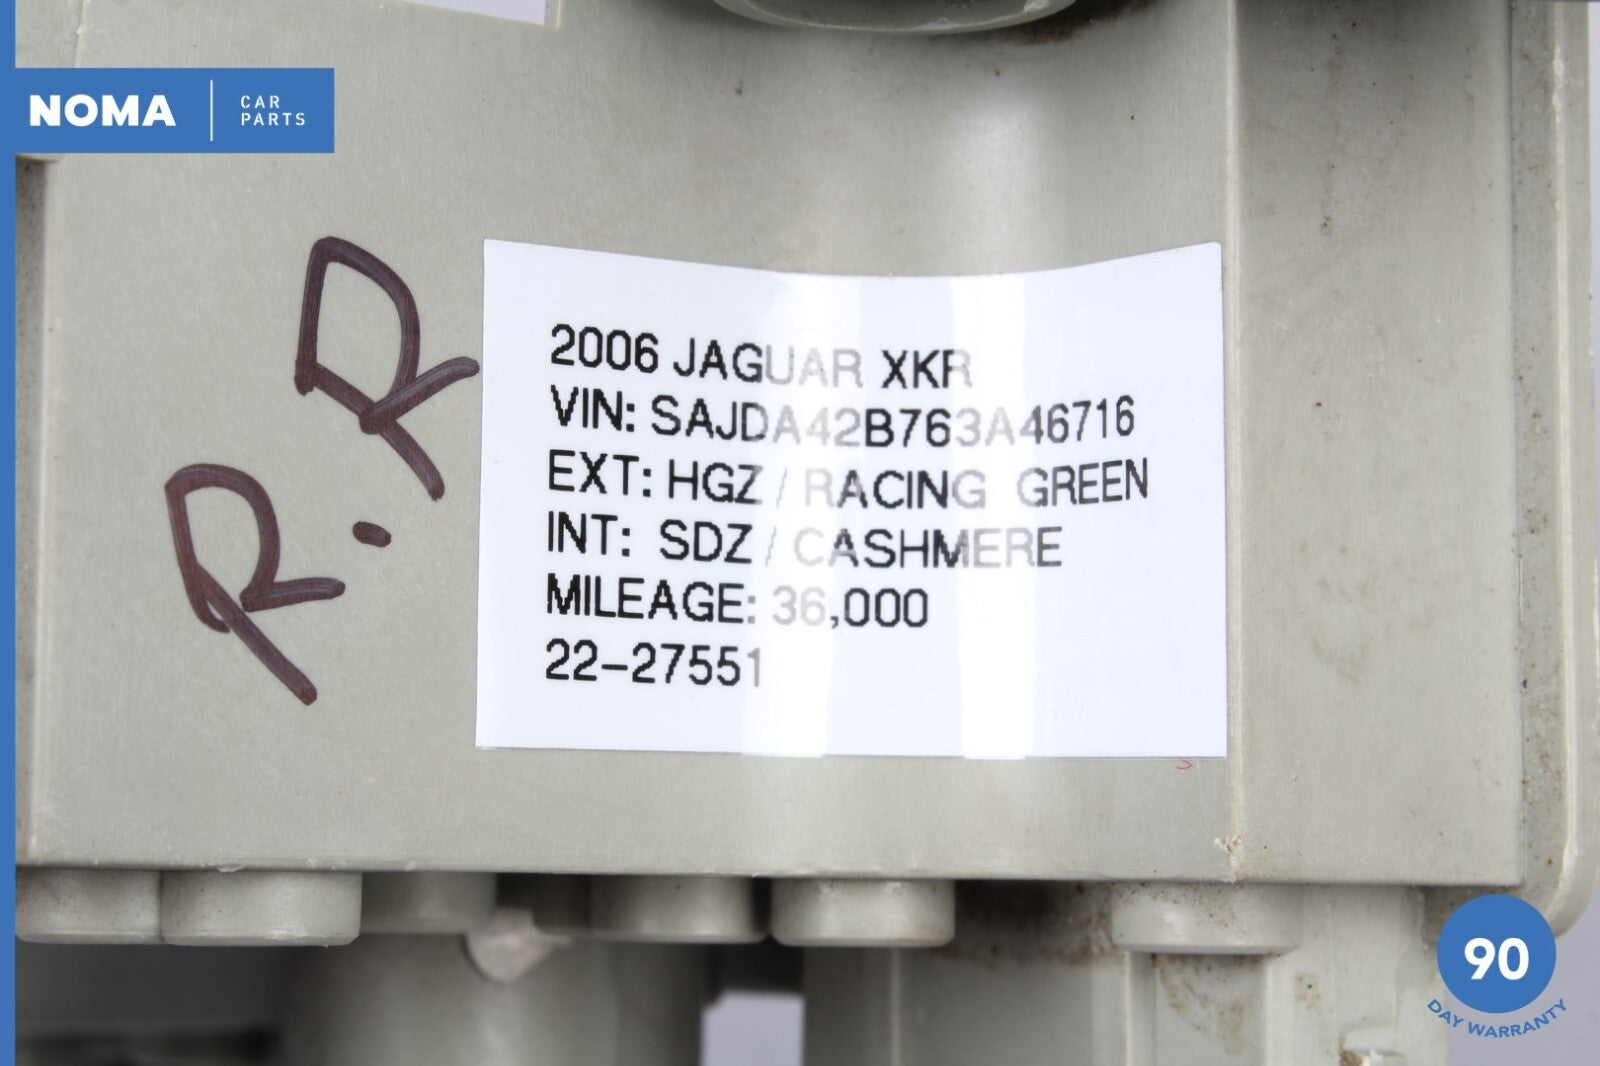 NOMA
CAR
PARTS
R.R
2006 JAGUAR XKR
VIN: SAJDA42B763A46716
EXT: HGZ / RACING GREEN
INT: SDZ / CASHMERE
MILEAGE: 36,000
22-27551
90
DAY WARRANTY